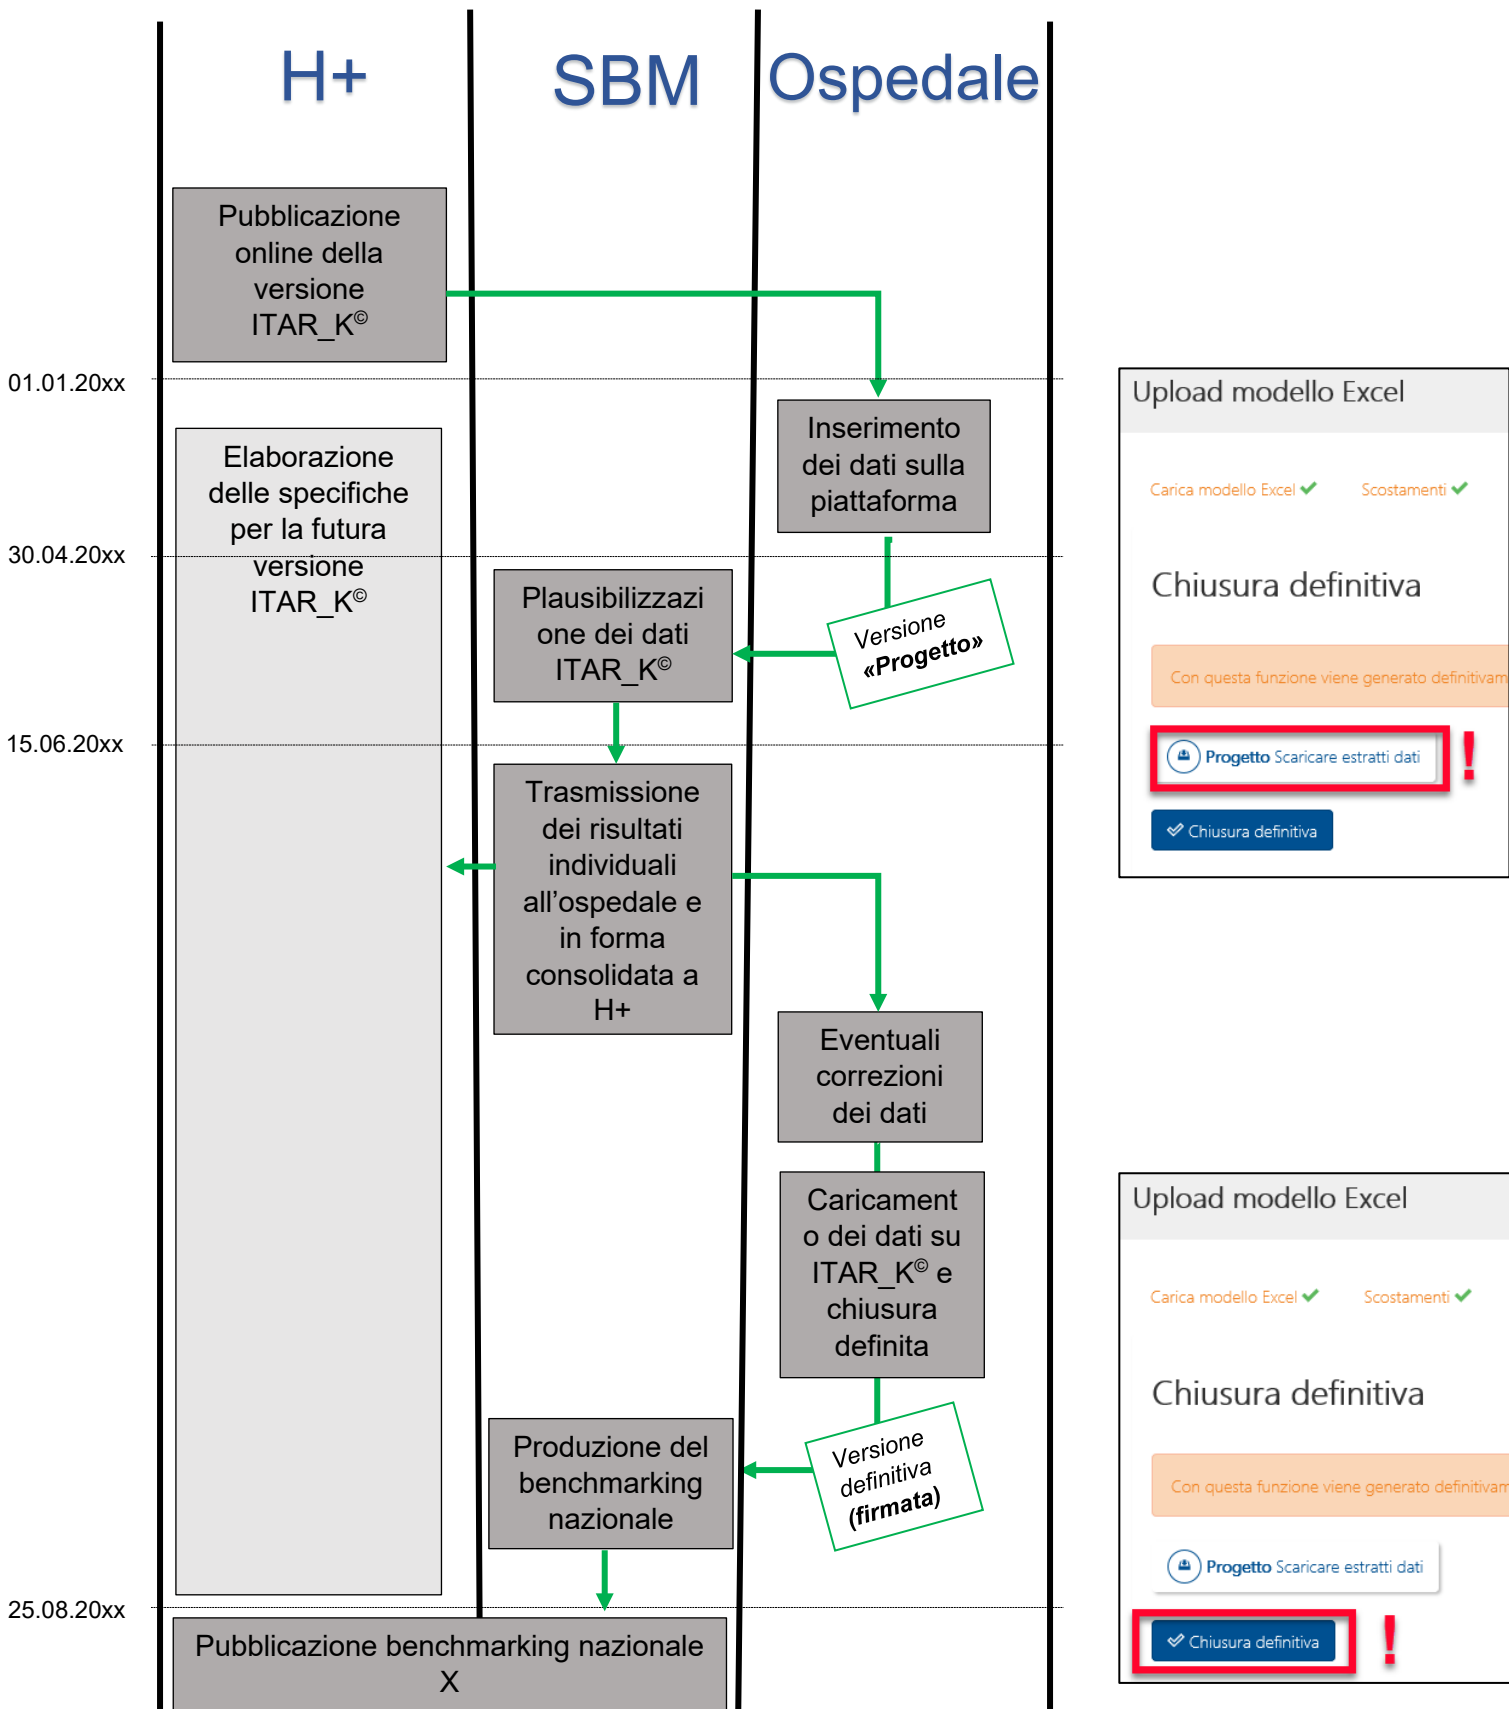 H+
SBM
Ospedale
Pubblicazione
online della
versione
ITAR_K©
01.01.20xx
Inserimento
dei dati sulla
piattaforma
Elaborazione
delle specifiche
per la futura
versione
ITAR_K©
30.04.20xx
Plausibilizzazi
one dei dati
ITAR_K©
Versione
«Progetto»
15.06.20xx
Trasmissione
dei risultati
individuali
all’ospedale e
in forma
consolidata a
H+
Eventuali
correzioni
dei dati
Caricament
o dei dati su
ITAR_K© e
chiusura
definita
Produzione del
benchmarking
nazionale
Versione
definitiva
(firmata)
25.08.20xx
Pubblicazione benchmarking nazionale
X
Upload modello Excel
Carica modello Excel ✔ Scostamenti ✔
Chiusura definitiva
Con questa funzione viene generato definitivam
Progetto Scaricare estratti dati !
Chiusura definitiva
Upload modello Excel
Carica modello Excel ✔ Scostamenti ✔
Chiusura definitiva
Con questa funzione viene generato definitivam
Progetto Scaricare estratti dati
Chiusura definitiva !